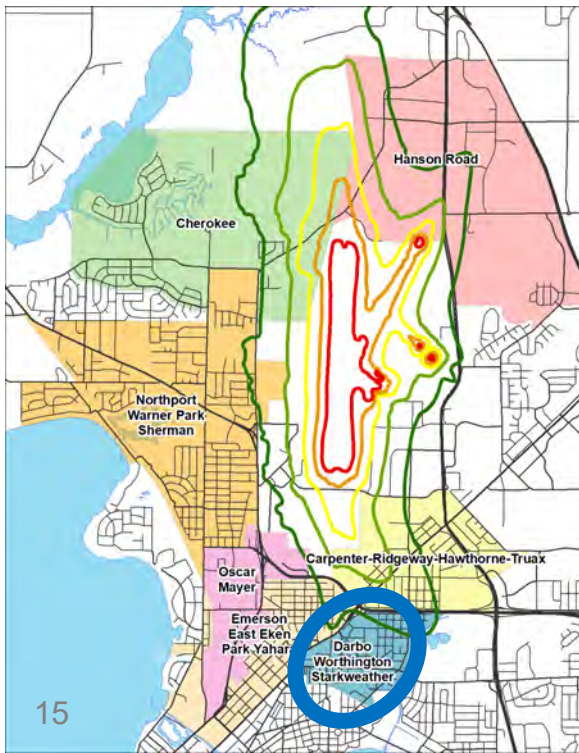 Hanson Road
Cherokee
Northport
Warner Park
Sherman
Carpenter-Ridgeway-Hawthorne-Truax
Oscar
Mayer
Emerson
East Eken
Park Yahara
Darbo
Worthington
Starkweather
15